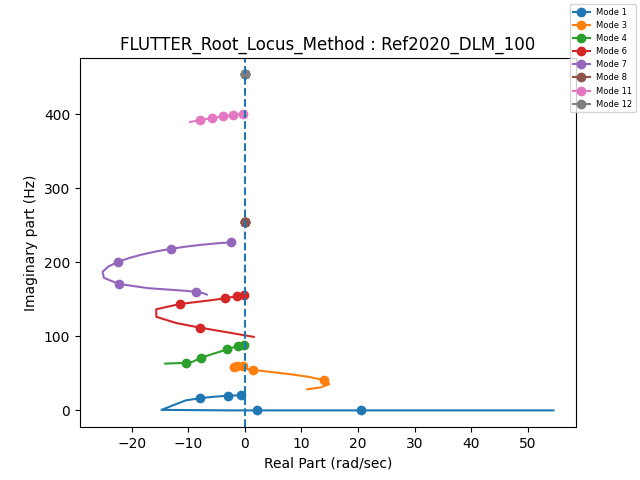 FLUTTER_Root_Locus_Method : Ref2020_DLM_100
Mode 1
Mode 3
Mode 4
Mode 6
Mode 7
Mode 8
Mode 11
Mode 12
Imaginary part (Hz)
400
300
200
100
0
−20
−10
0
10
20
30
40
50
Real Part (rad/sec)